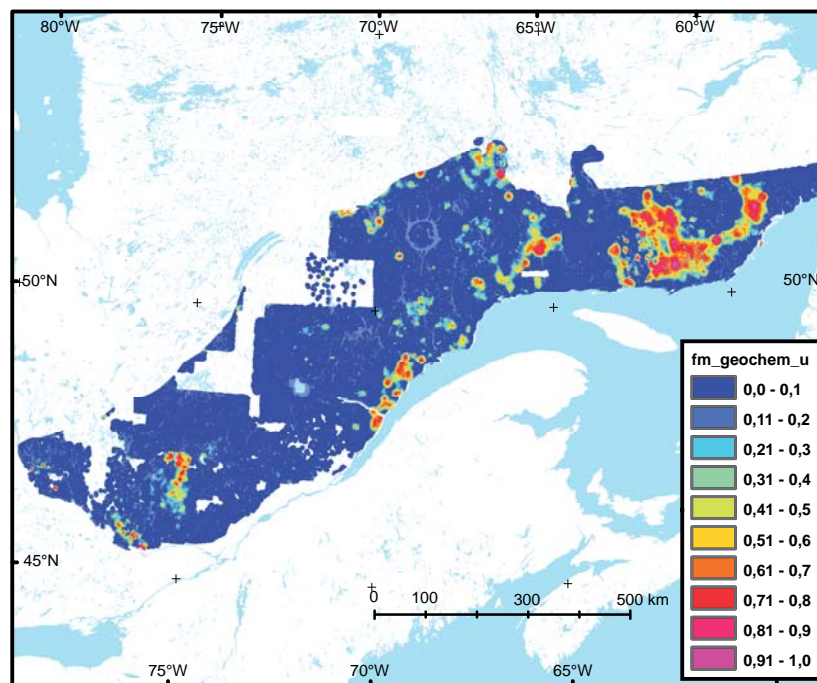 80°W 75°W 70°W 65°W 60°W
50°N 50°N
fm_geochem_u
0,0 - 0,1
0,11 - 0,2
0,21 - 0,3
0,31 - 0,4
0,41 - 0,5
0,51 - 0,6
0,61 - 0,7
0,71 - 0,8
0,81 - 0,9
0,91 - 1,0
45°N
0 100 300 500 km
75°W 70°W 65°W